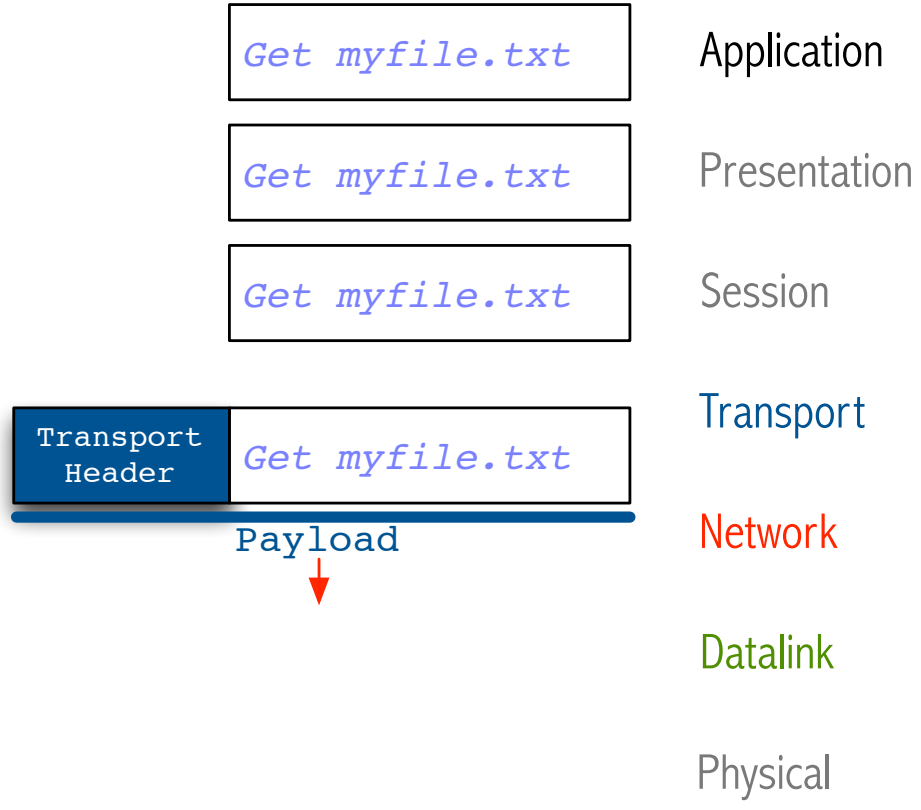 Get myfile.txt
Application
Get myfile.txt
Presentation
Get myfile.txt
Session
Transport
Transport
Header
Get myfile.txt
Payload
Network
Datalink
Physical